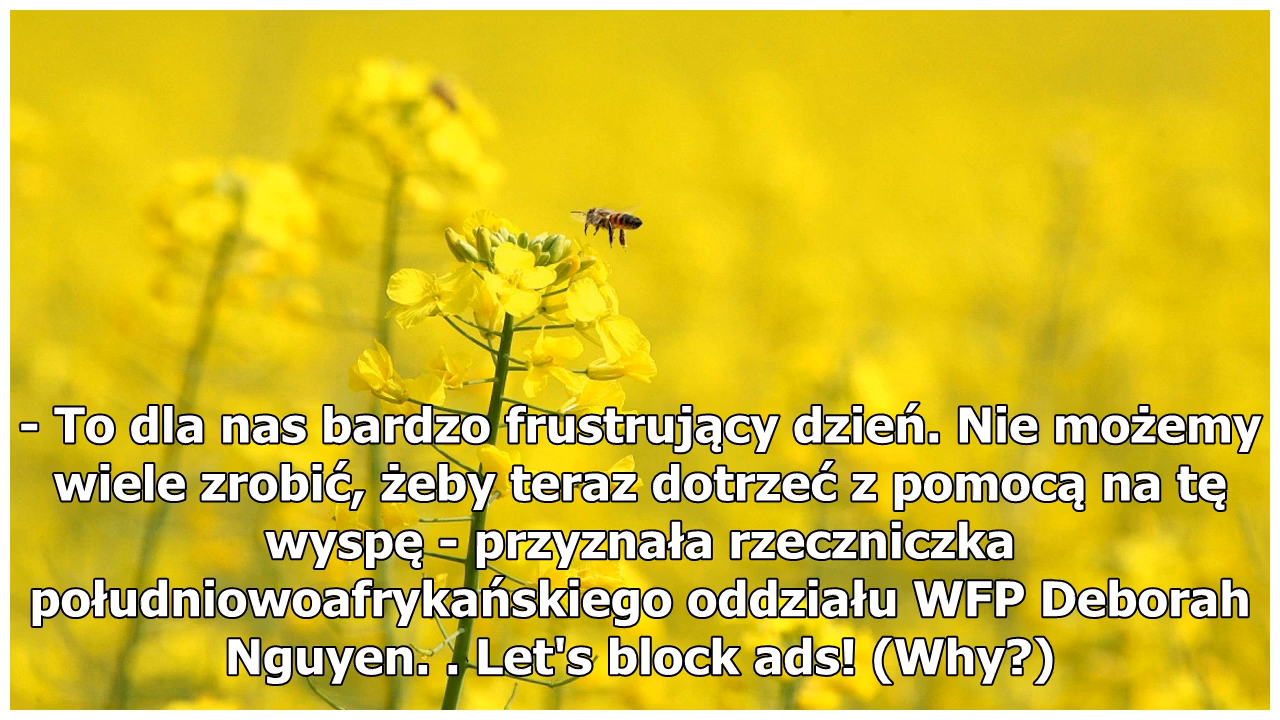 - To dla nas bardzo frustrujący dzień. Nie możemy
wiele zrobić, żeby teraz dotrzeć z pomocą na tę
wyspę - przyznała rzeczniczka
południowoafrykańskiego oddziału WFP Deborah
Nguyen. . Let's block ads! (Why?)